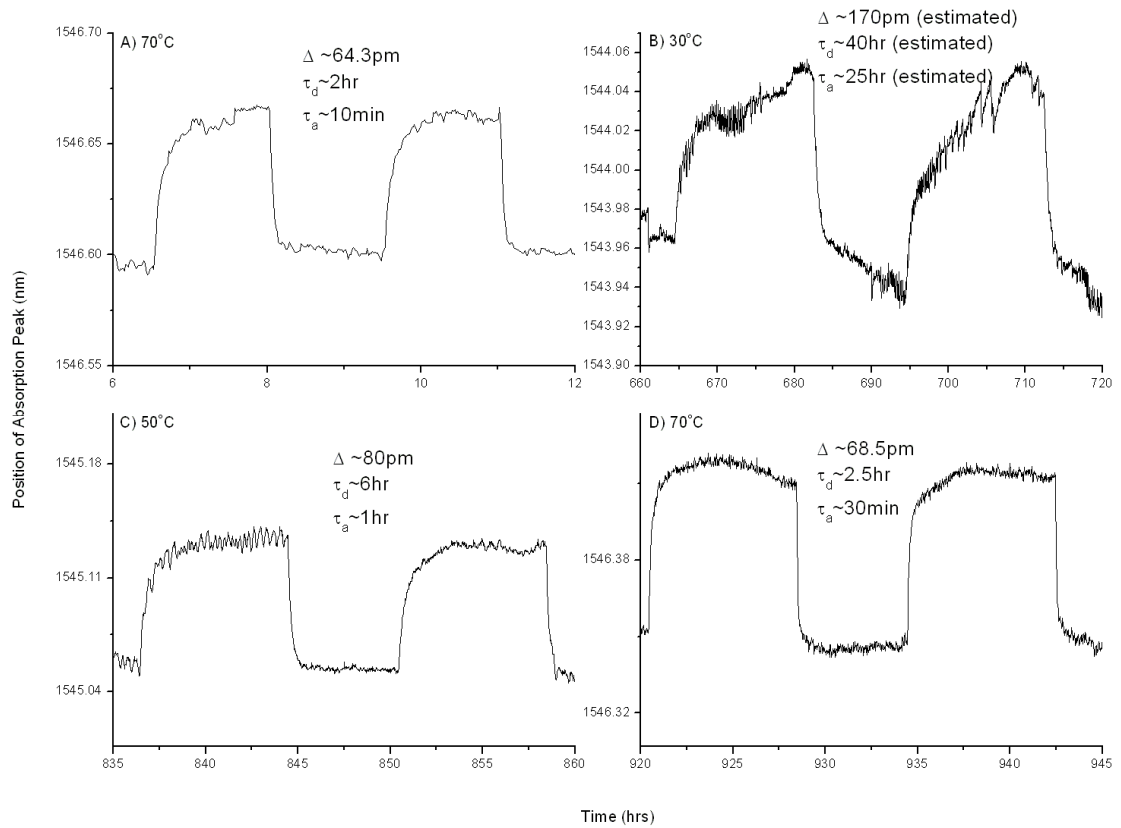 Position of Absorption Peak (nm)
A) 70°C
Δ ~64.3pm
τd~2hr
τa~10min
1546.70
1546.65
1546.60
1546.55
6 8 10 12
B) 30°C
Δ ~170pm (estimated)
τd~40hr (estimated)
τa~25hr (estimated)
1544.06
1544.04
1544.02
1544.00
1543.98
1543.96
1543.94
1543.92
1543.90
660 670 680 690 700 710 720
C) 50°C
Δ ~80pm
τd~6hr
τa~1hr
1545.18
1545.11
1545.04
835 840 845 850 855 860
D) 70°C
Δ ~68.5pm
τd~2.5hr
τa~30min
1546.38
1546.32
920 925 930 935 940 945
Time (hrs)